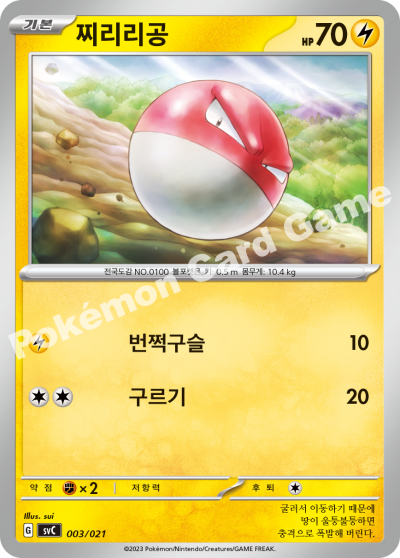 기본 찌리리공 HP 70
전국도감 NO.0100 볼포켓몬 키: 0.5 m 몸무게: 10.4 kg
번쩍구슬 10
구르기 20
약점 ×2 저항력 후퇴
Illus. sui
G svC 003/021
굴러서 이동하기 때문에
땅이 울퉁불퉁하면
충격으로 폭발해 버린다.
©2023 Pokémon/Nintendo/Creatures/GAME FREAK.
Pokémon Card Game